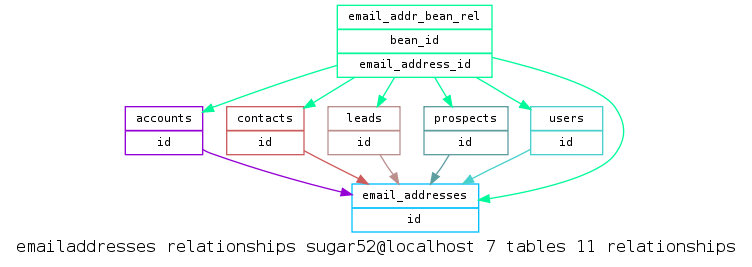 email_addr_bean_rel
bean_id
email_address_id
accounts
id
contacts
id
leads
id
prospects
id
users
id
email_addresses
id
emailaddresses relationships sugar52@localhost 7 tables 11 relationships